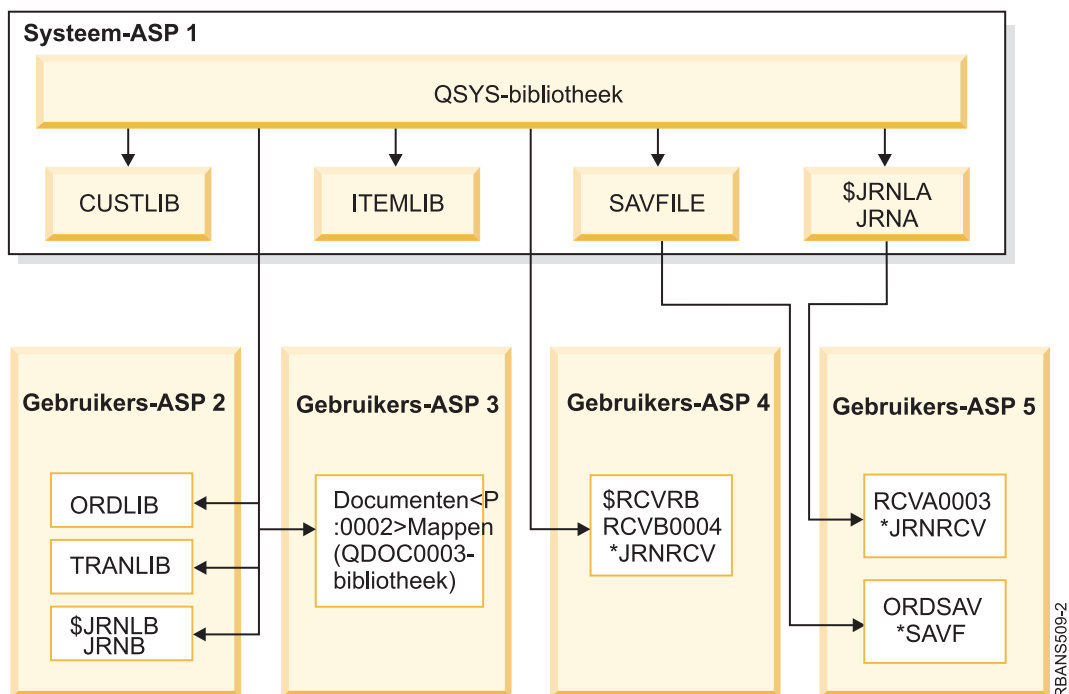 Systeem-ASP 1
QSYS-bibliotheek
CUSTLIB
ITEMLIB
SAVFILE
$JRNLA
JRNA
Gebruikers-ASP 2
ORDLIB
TRANLIB
$JRNLB
JRNB
Gebruikers-ASP 3
Documenten<P
:0002>Mappen
(QDOC0003-
bibliotheek)
Gebruikers-ASP 4
$RCVRB
RCVB0004
*JRNRCV
Gebruikers-ASP 5
RCVA0003
*JRNRCV
ORDSAV
*SAVF
RBANS509-2